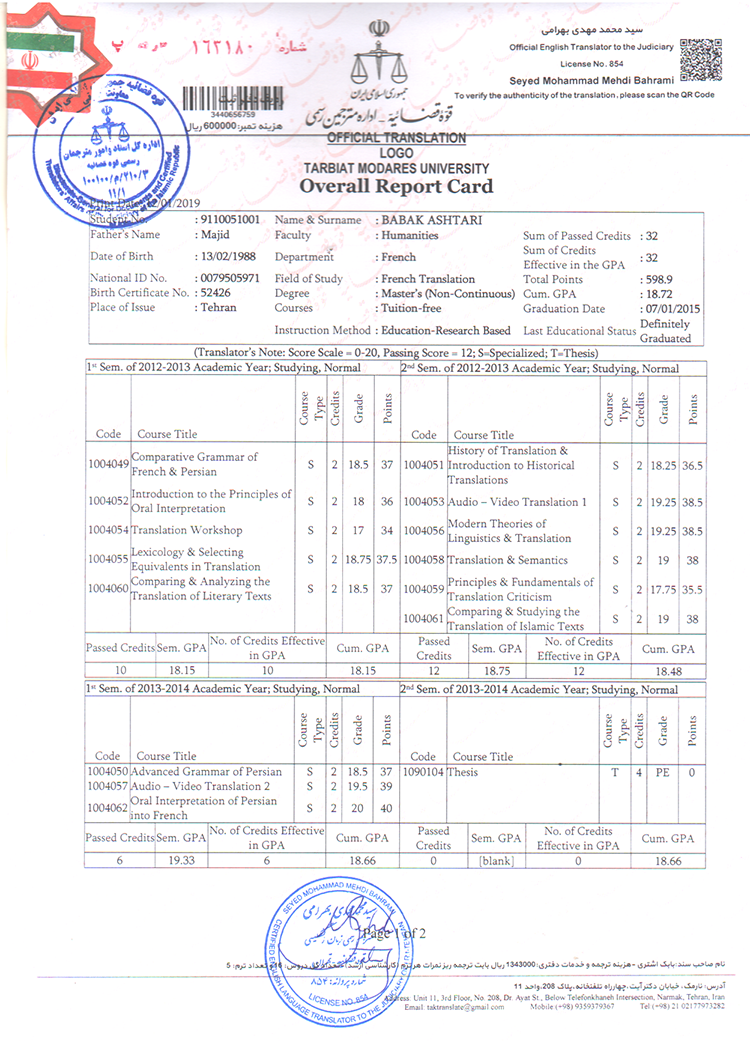 سید محمد مهدی بهرامی
Official English Translator to the Judiciary
License No. 854
Seyed Mohammad Mehdi Bahrami
To verify the authenticity of the translation, please scan the QR Code
شماره ۱۶۲۱۸۰
3440656759
هزینه تمبر: 600000 ریال
جمهوری اسلامی ایران
قوه قضائیه - اداره مترجمین رسمی
قوه قضائیه
اداره کل اسناد و امور مترجمان
رسمی قوه قضائیه
۱۰۰۱۰۰/م/۲۱۰/۳
۱۱/۱
OFFICIAL TRANSLATION
LOGO
TARBIAT MODARES UNIVERSITY
Overall Report Card
01/2019
Student No. : 9110051001 Name & Surname : BABAK ASHTARI
Father's Name : Majid Faculty : Humanities Sum of Passed Credits : 32
Date of Birth : 13/02/1988 Department : French Sum of Credits Effective in the GPA : 32
National ID No. : 0079505971 Field of Study : French Translation Total Points : 598.9
Birth Certificate No. : 52426 Degree : Master's (Non-Continuous) Cum. GPA : 18.72
Place of Issue : Tehran Courses : Tuition-free Graduation Date : 07/01/2015
Instruction Method : Education-Research Based Last Educational Status : Definitely Graduated
(Translator's Note: Score Scale = 0-20, Passing Score = 12; S=Specialized; T=Thesis)
1st Sem. of 2012-2013 Academic Year; Studying, Normal
Code Course Title Course Type Credits Grade Points
1004049 Comparative Grammar of French & Persian S 2 18.5 37
1004052 Introduction to the Principles of Oral Interpretation S 2 18 36
1004054 Translation Workshop S 2 17 34
1004055 Lexicology & Selecting Equivalents in Translation S 2 18.75 37.5
1004060 Comparing & Analyzing the Translation of Literary Texts S 2 18.5 37
Passed Credits Sem. GPA No. of Credits Effective in GPA Cum. GPA
10 18.15 10 18.15
2nd Sem. of 2012-2013 Academic Year; Studying, Normal
Code Course Title Course Type Credits Grade Points
1004051 History of Translation & Introduction to Historical Translations S 2 18.25 36.5
1004053 Audio – Video Translation 1 S 2 19.25 38.5
1004056 Modern Theories of Linguistics & Translation S 2 19.25 38.5
1004058 Translation & Semantics S 2 19 38
1004059 Principles & Fundamentals of Translation Criticism S 2 17.75 35.5
1004061 Comparing & Studying the Translation of Islamic Texts S 2 19 38
Passed Credits Sem. GPA No. of Credits Effective in GPA Cum. GPA
12 18.75 12 18.48
1st Sem. of 2013-2014 Academic Year; Studying, Normal
Code Course Title Course Type Credits Grade Points
1004050 Advanced Grammar of Persian S 2 18.5 37
1004057 Audio – Video Translation 2 S 2 19.5 39
1004062 Oral Interpretation of Persian into French S 2 20 40
Passed Credits Sem. GPA No. of Credits Effective in GPA Cum. GPA
6 19.33 6 18.66
2nd Sem. of 2013-2014 Academic Year; Studying, Normal
Code Course Title Course Type Credits Grade Points
1090104 Thesis T 4 PE 0
Passed Credits Sem. GPA No. of Credits Effective in GPA Cum. GPA
0 [blank] 0 18.66
SEYED MOHAMMAD MEHDI BAHRAMI
CERTIFIED ENGLISH LANGUAGE TRANSLATOR TO THE JUDICIARY
LICENSE NO. 854
Page 1 of 2
نام صاحب سند: بابک اشتری - هزینه ترجمه و خدمات دفتری: 1343000 ریال بابت ترجمه ریزنمرات هر ترم (کارشناسی ارشد) تعداد ترم: 5
آدرس: نارمک، خیابان دکتر آیت، چهارراه تلفنخانه، پلاک 208، واحد 11
Address: Unit 11, 3rd Floor, No. 208, Dr. Ayat St., Below Telefonkhaneh Intersection, Narmak, Tehran, Iran
Email: taktranslate@gmail.com Mobile.: (+98) 9359379367 Tel (+98) 21 02177973282